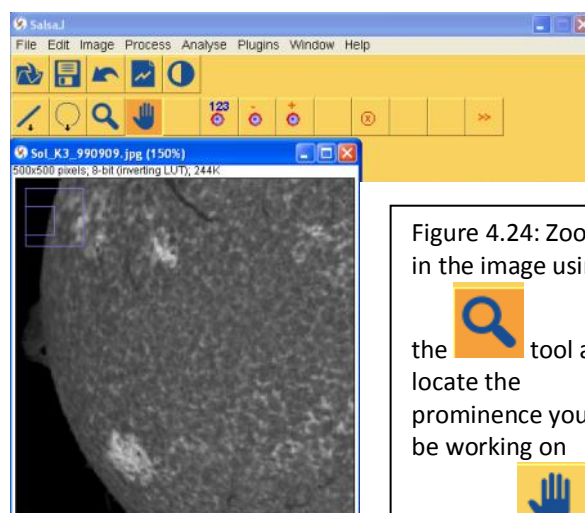 SalsaJ
File Edit Image Process Analyse Plugins Window Help
123
- +
>>
Sol_K3_990909.jpg (150%)
500x500 pixels; 8-bit (inverting LUT); 244K
Figure 4.24: Zoo
in the image usi
the tool a
locate the
prominence you
be working on